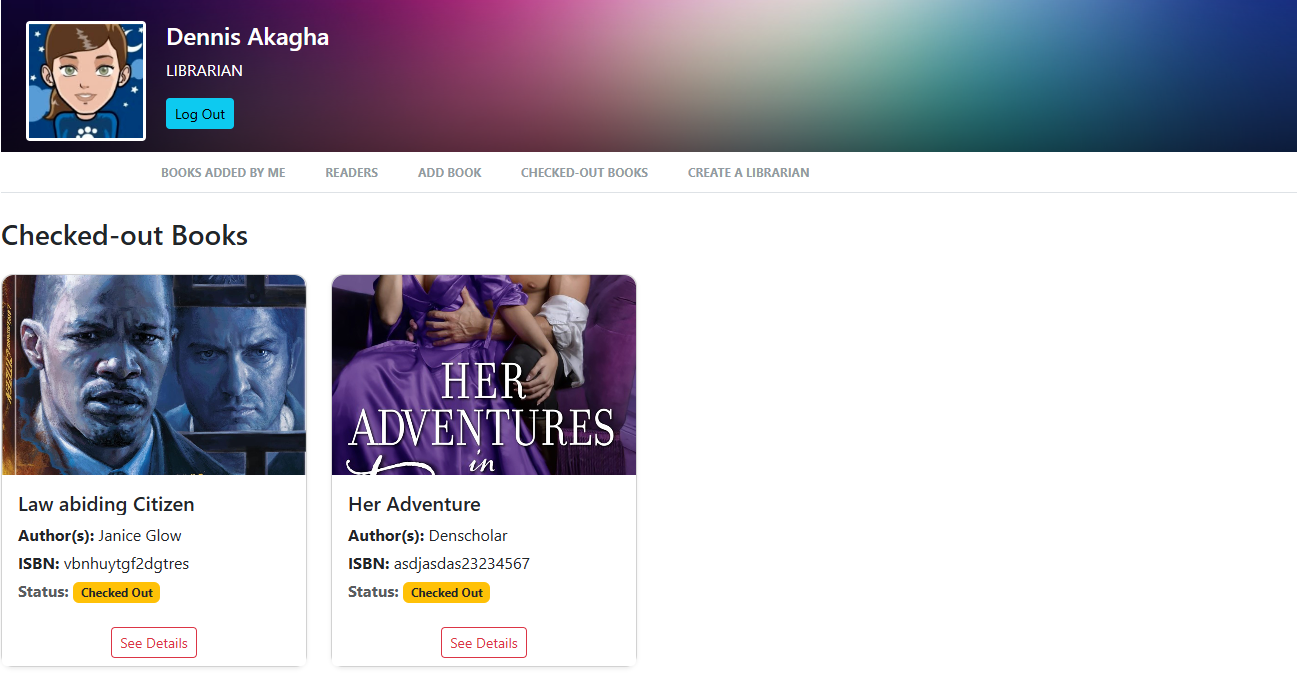 Dennis Akagha
LIBRARIAN
Log Out
BOOKS ADDED BY ME READERS ADD BOOK CHECKED-OUT BOOKS CREATE A LIBRARIAN
Checked-out Books
HER
ADVENTURES
in
Law abiding Citizen
Author(s): Janice Glow
ISBN: vbnhuytgf2dgtres
Status: Checked Out
See Details
Her Adventure
Author(s): Denscholar
ISBN: asdjasdas23234567
Status: Checked Out
See Details